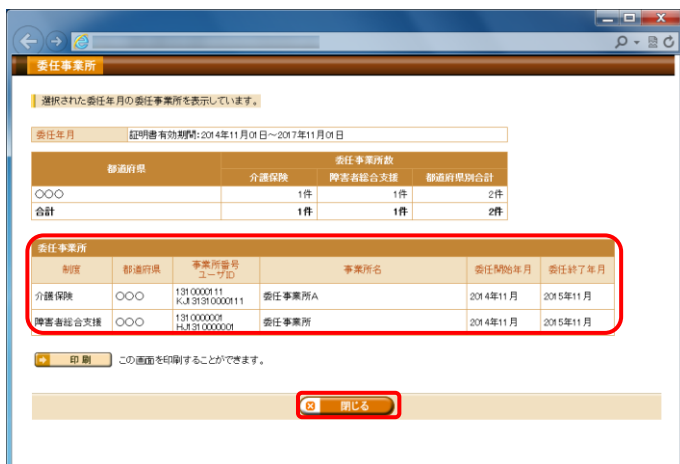 委任事業所
選択された委任年月の委任事業所を表示しています。
委任年月 証明書有効期間：2014年11月01日～2017年11月01日
都道府県 委任事業所数
介護保険 障害者総合支援 都道府県別合計
○○○ 1件 1件 2件
合計 1件 1件 2件
委任事業所
制度 都道府県 事業所番号 ユーザID 事業所名 委任開始年月 委任終了年月
介護保険 ○○○ 1310000111 KJ31310000111 委任事業所A 2014年11月 2015年11月
障害者総合支援 ○○○ 1310000001 HJ1310000001 委任事業所 2014年11月 2015年11月
印刷 この画面を印刷することができます。
閉じる